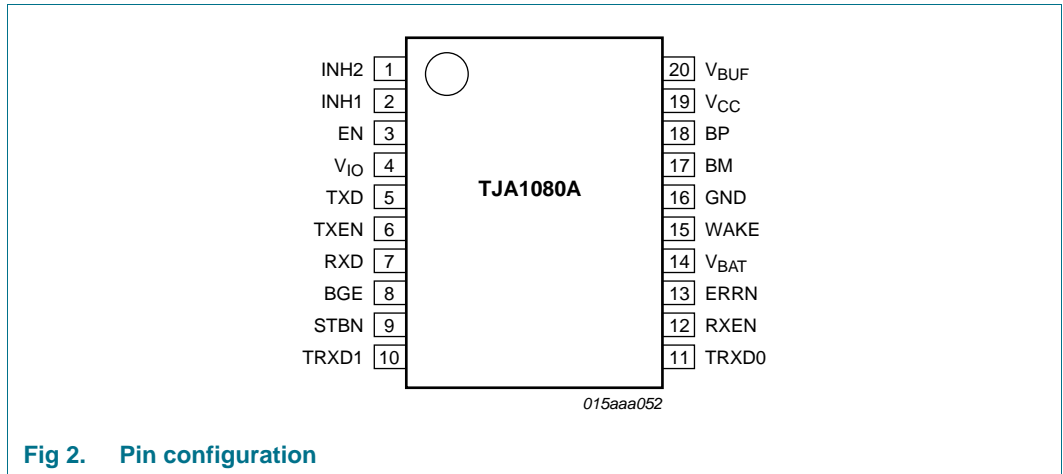 INH2 1 20 VBUF
INH1 2 19 VCC
EN 3 18 BP
VIO 4 17 BM
TXD 5 TJA1080A 16 GND
TXEN 6 15 WAKE
RXD 7 14 VBAT
BGE 8 13 ERRN
STBN 9 12 RXEN
TRXD1 10 11 TRXD0
015aaa052
Fig 2. Pin configuration